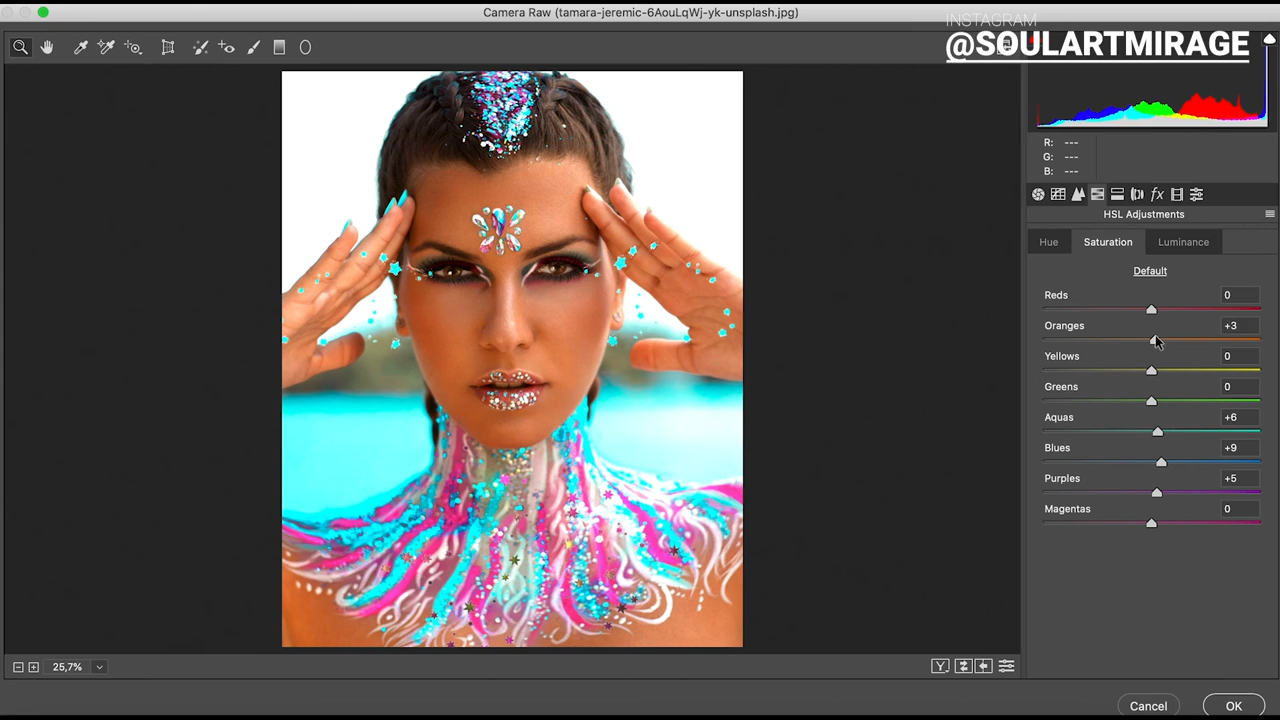 Camera Raw (tamara-jeremic-6AouLqWj-yk-unsplash.jpg)
INSTAGRAM
@SOULARTMIRAGE
R: ---
G: ---
B: ---
fx
HSL Adjustments
Hue Saturation Luminance
Default
Reds 0
Oranges +3
Yellows 0
Greens 0
Aquas +6
Blues +9
Purples +5
Magentas 0
25,7%
Y
Cancel OK